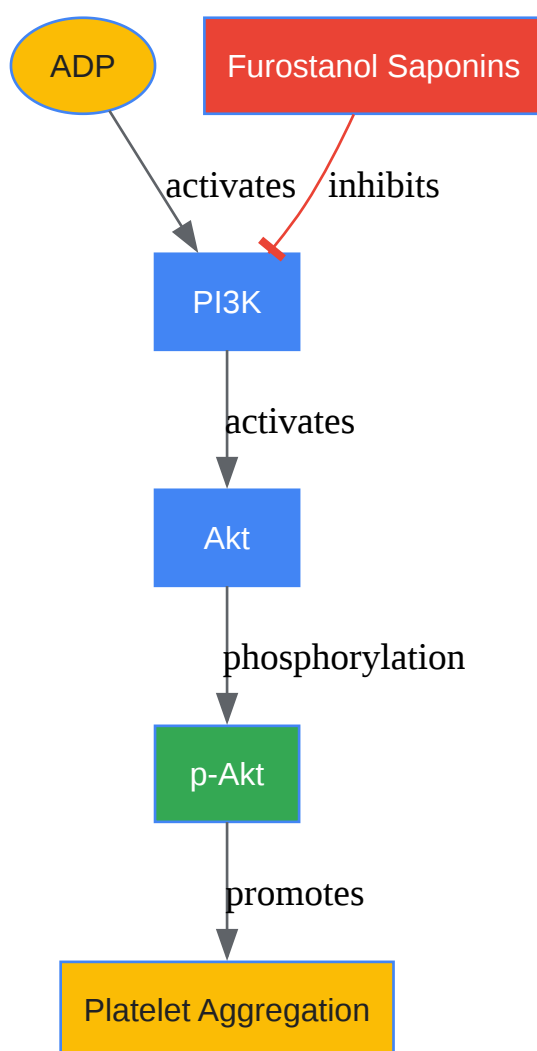 ADP
Furostanol Saponins
activates
inhibits
PI3K
activates
Akt
phosphorylation
p-Akt
promotes
Platelet Aggregation